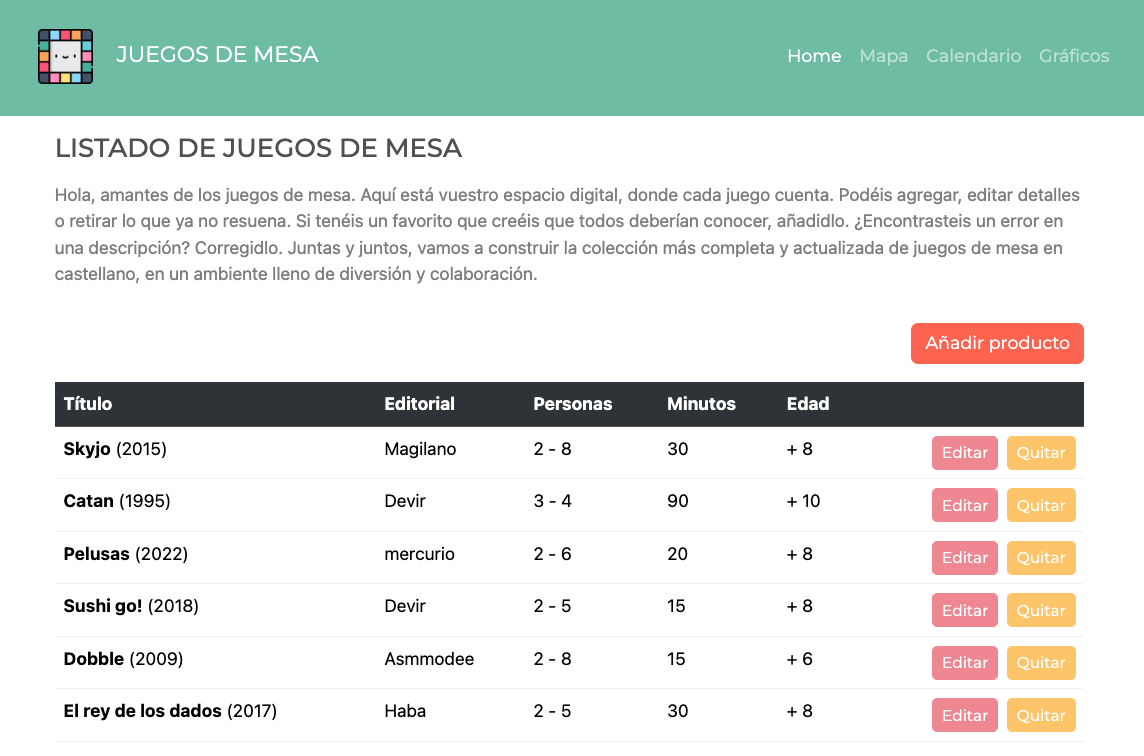 JUEGOS DE MESA
Home Mapa Calendario Gráficos
LISTADO DE JUEGOS DE MESA
Hola, amantes de los juegos de mesa. Aquí está vuestro espacio digital, donde cada juego cuenta. Podéis agregar, editar detalles
o retirar lo que ya no resuena. Si tenéis un favorito que creéis que todos deberían conocer, añadidlo. ¿Encontrasteis un error en
una descripción? Corregidlo. Juntas y juntos, vamos a construir la colección más completa y actualizada de juegos de mesa en
castellano, en un ambiente lleno de diversión y colaboración.
Añadir producto
Título Editorial Personas Minutos Edad
Skyjo (2015) Magilano 2 - 8 30 + 8 Editar Quitar
Catan (1995) Devir 3 - 4 90 + 10 Editar Quitar
Pelusas (2022) mercurio 2 - 6 20 + 8 Editar Quitar
Sushi go! (2018) Devir 2 - 5 15 + 8 Editar Quitar
Dobble (2009) Asmmodee 2 - 8 15 + 6 Editar Quitar
El rey de los dados (2017) Haba 2 - 5 30 + 8 Editar Quitar